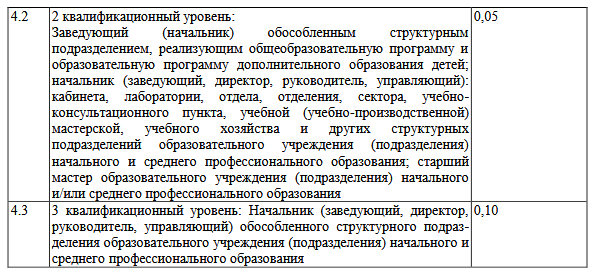 4.2 2 квалификационный уровень: 0,05
Заведующий (начальник) обособленным структурным
подразделением, реализующим общеобразовательную программу и
образовательную программу дополнительного образования детей;
начальник (заведующий, директор, руководитель, управляющий):
кабинета, лаборатории, отдела, отделения, сектора, учебно-
консультационного пункта, учебной (учебно-производственной)
мастерской, учебного хозяйства и других структурных
подразделений образовательного учреждения (подразделения)
начального и среднего профессионального образования; старший
мастер образовательного учреждения (подразделения) начального
и/или среднего профессионального образования
4.3 3 квалификационный уровень: Начальник (заведующий, директор, 0,10
руководитель, управляющий) обособленного структурного подраз-
деления образовательного учреждения (подразделения) начального и
среднего профессионального образования